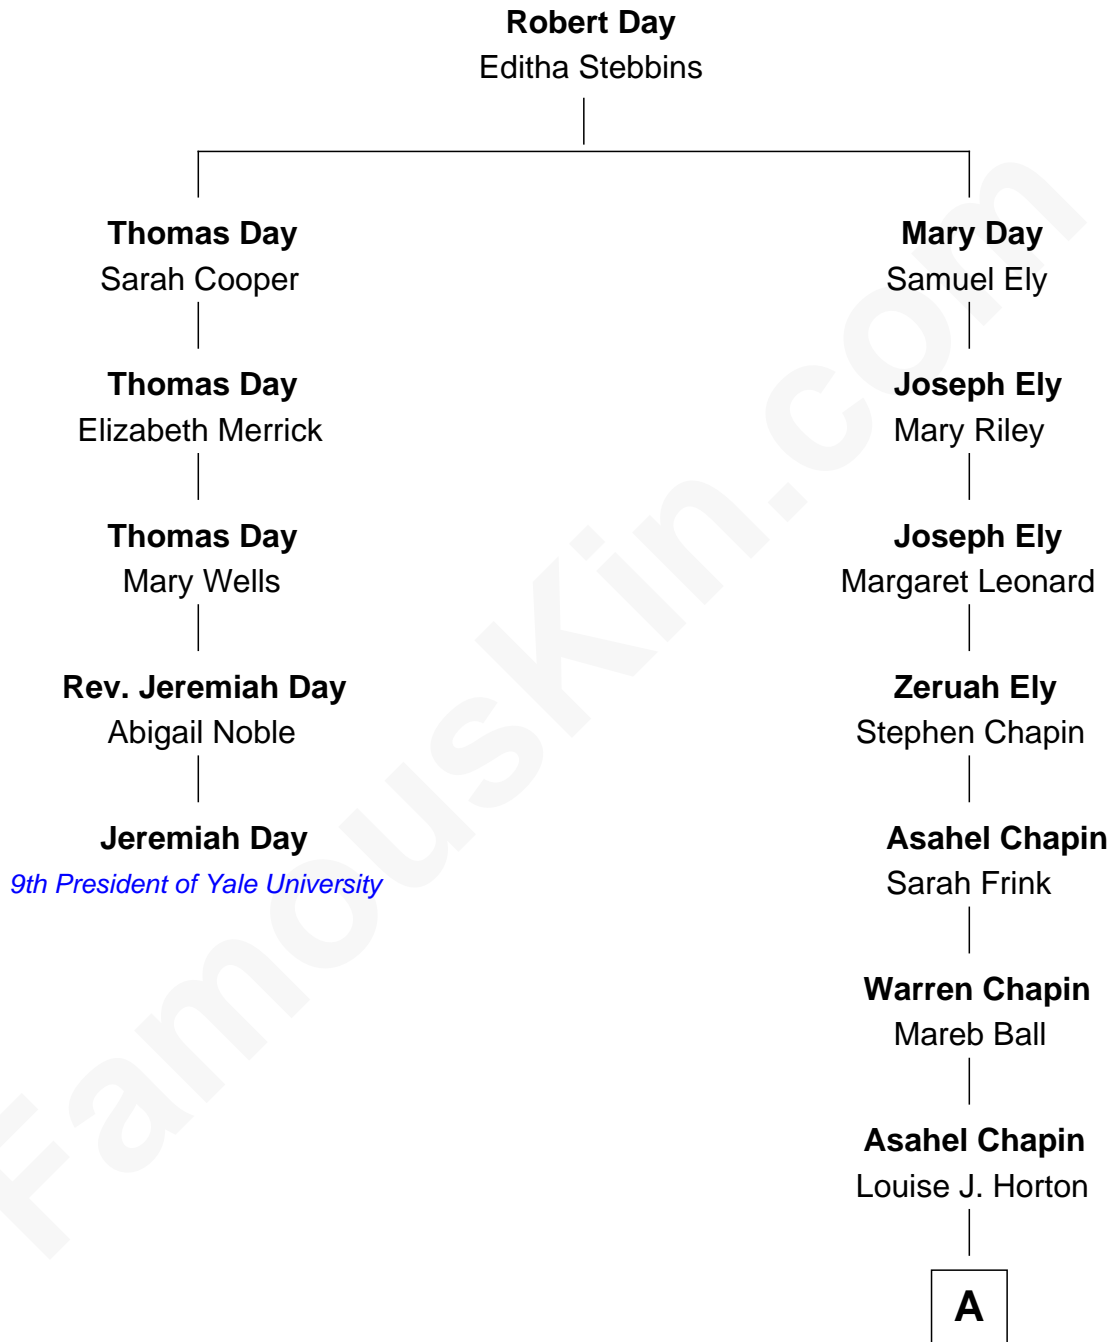 Robert Day
Editha Stebbins
Thomas Day
Sarah Cooper
Mary Day
Samuel Ely
Thomas Day
Elizabeth Merrick
Joseph Ely
Mary Riley
Thomas Day
Mary Wells
Joseph Ely
Margaret Leonard
Rev. Jeremiah Day
Abigail Noble
Zeruah Ely
Stephen Chapin
Jeremiah Day
9th President of Yale University
Asahel Chapin
Sarah Frink
Warren Chapin
Mareb Ball
Asahel Chapin
Louise J. Horton
A
FamousKin.com